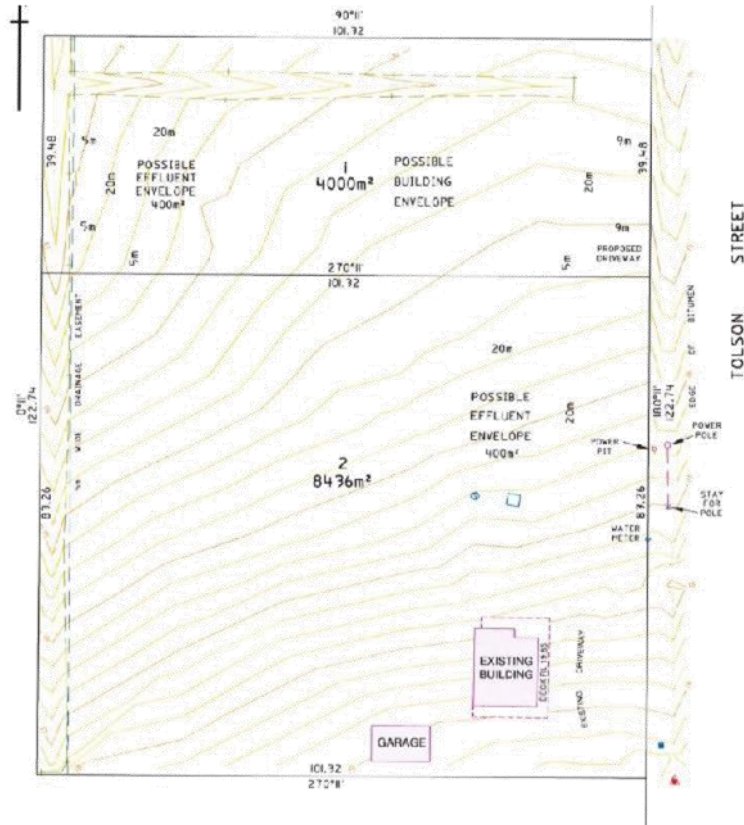 90°11'
101.32
39.48
5m
20m
20m
POSSIBLE
EFFLUENT
ENVELOPE
400m²
5m
5m
1
4000m²
POSSIBLE
BUILDING
ENVELOPE
9m
39.48
20m
9m
PROPOSED
DRIVEWAY
5m
270°11'
101.32
TOLSON STREET
EDGE OF BITUMEN
WIDE DRAINAGE EASEMENT
0°11'
122.74
83.26
20m
POSSIBLE
EFFLUENT
ENVELOPE
400m²
20m
180°11'
122.74
2
8436m²
POWER
POLE
POWER
PIT
83.26
STAY
FOR
POLE
WATER
METER
EXISTING
BUILDING
EXISTING DRIVEWAY
GARAGE
101.32
270°11'